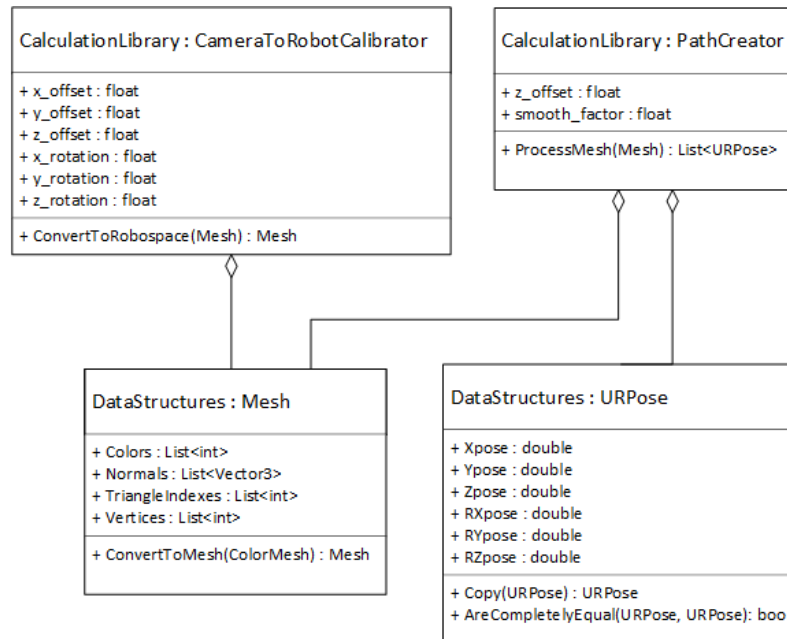 CalculationLibrary : CameraToRobotCalibrator
+ x_offset : float
+ y_offset : float
+ z_offset : float
+ x_rotation : float
+ y_rotation : float
+ z_rotation : float
+ ConvertToRobospace(Mesh) : Mesh
CalculationLibrary : PathCreator
+ z_offset : float
+ smooth_factor : float
+ ProcessMesh(Mesh) : List<URPose>
DataStructures : Mesh
+ Colors : List<int>
+ Normals : List<Vector3>
+ TriangleIndexes : List<int>
+ Vertices : List<int>
+ ConvertToMesh(ColorMesh) : Mesh
DataStructures : URPose
+ Xpose : double
+ Ypose : double
+ Zpose : double
+ RXpose : double
+ RYpose : double
+ RZpose : double
+ Copy(URPose) : URPose
+ AreCompletelyEqual(URPose, URPose): boo